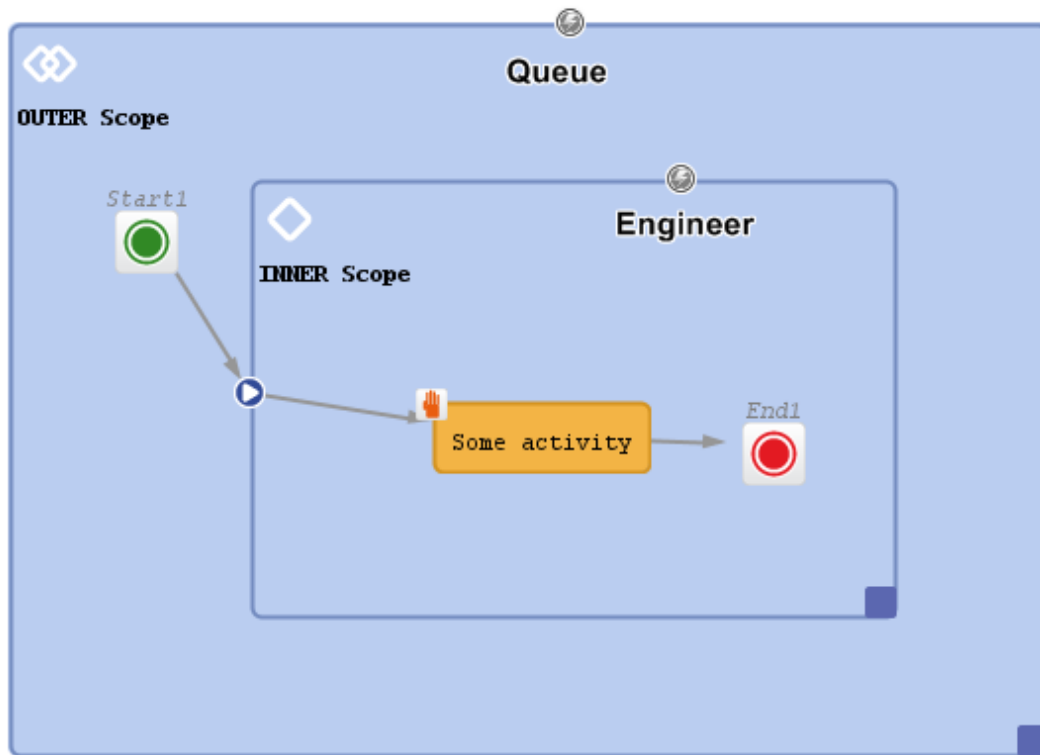 Queue
OUTER Scope
Start1
Engineer
INNER Scope
Some activity
End1